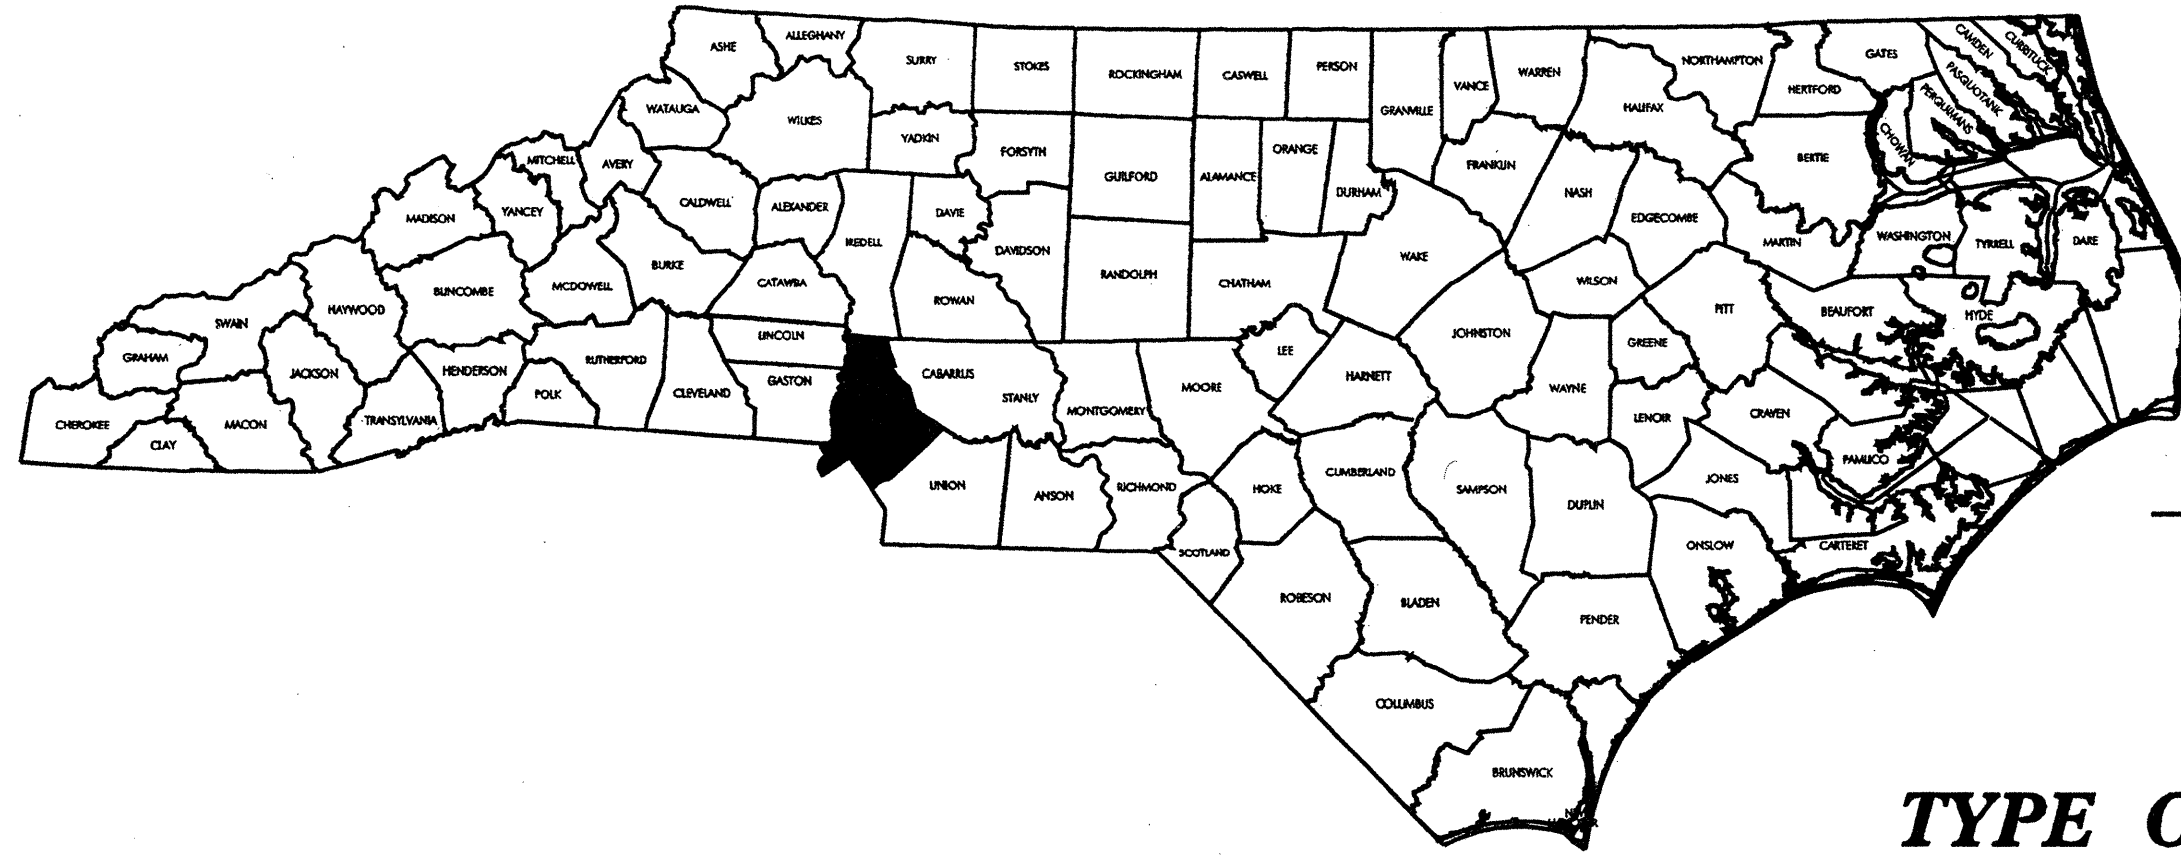 ASHE
ALLEGHANY
SURRY
STOKES
ROCKINGHAM
CASWELL
PERSON
GRANVILLE
VANCE
WARREN
NORTHAMPTON
HALIFAX
HERTFORD
GATES
CAMDEN
CURRITUCK
PASQUOTANK
PERQUIMANS
CHOWAN
WATAUGA
WILKES
YADKIN
FORSYTH
GUILFORD
ALAMANCE
ORANGE
DURHAM
FRANKLIN
NASH
EDGECOMBE
BERTIE
MARTIN
WASHINGTON
TYRRELL
DARE
MITCHELL
AVERY
CALDWELL
ALEXANDER
IREDELL
DAVIE
DAVIDSON
RANDOLPH
CHATHAM
WAKE
WILSON
PITT
BEAUFORT
HYDE
MADISON
YANCEY
BURKE
CATAWBA
ROWAN
MCDOWELL
BUNCOMBE
HAYWOOD
SWAIN
GRAHAM
JACKSON
HENDERSON
RUTHERFORD
LINCOLN
GASTON
CLEVELAND
POLK
TRANSYLVANIA
MACON
CLAY
CHEROKEE
CABARRUS
STANLY
MONTGOMERY
MOORE
LEE
HARNETT
JOHNSTON
GREENE
WAYNE
LENOIR
CRAVEN
PAMLICO
JONES
UNION
ANSON
RICHMOND
HOKE
CUMBERLAND
SAMPSON
DUPLIN
ONSLOW
CARTERET
SCOTLAND
ROBESON
BLADEN
PENDER
COLUMBUS
BRUNSWICK
TYPE